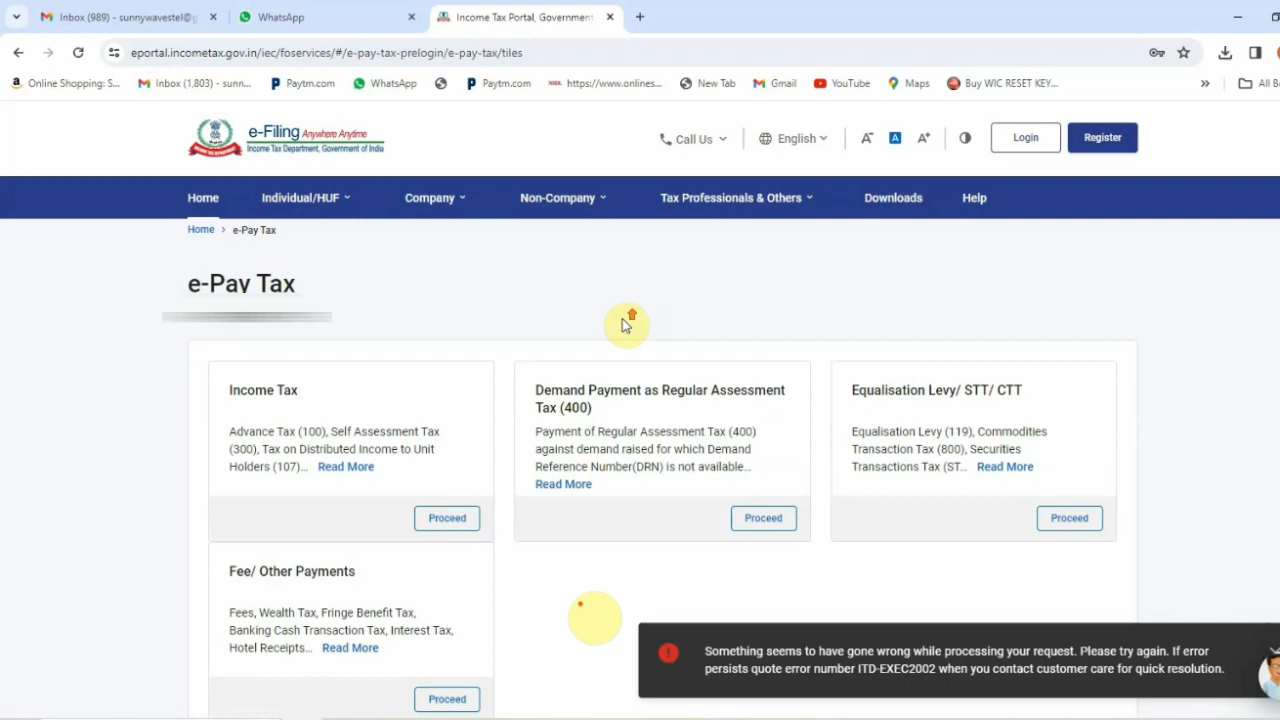 Inbox (989) - sunnywavestel@g
WhatsApp
Income Tax Portal, Government
eportal.incometax.gov.in/iec/foservices/#/e-pay-tax-prelogin/e-pay-tax/tiles
Online Shopping: S...
Inbox (1,803) - sunn...
Paytm.com
WhatsApp
Paytm.com
https://www.onlines...
New Tab
Gmail
YouTube
Maps
Buy WIC RESET KEY...
»
All B
e-Filing Anywhere Anytime
Income Tax Department, Government of India
Call Us
English
A-
A
A+
Login
Register
Home
Individual/HUF
Company
Non-Company
Tax Professionals & Others
Downloads
Help
Home > e-Pay Tax
e-Pay Tax
Income Tax
Advance Tax (100), Self Assessment Tax
(300), Tax on Distributed Income to Unit
Holders (107)... Read More
Proceed
Demand Payment as Regular Assessment
Tax (400)
Payment of Regular Assessment Tax (400)
against demand raised for which Demand
Reference Number(DRN) is not available...
Read More
Proceed
Equalisation Levy/ STT/ CTT
Equalisation Levy (119), Commodities
Transaction Tax (800), Securities
Transactions Tax (ST... Read More
Proceed
Fee/ Other Payments
Fees, Wealth Tax, Fringe Benefit Tax,
Banking Cash Transaction Tax, Interest Tax,
Hotel Receipts... Read More
Proceed
Something seems to have gone wrong while processing your request. Please try again. If error
persists quote error number ITD-EXEC2002 when you contact customer care for quick resolution.